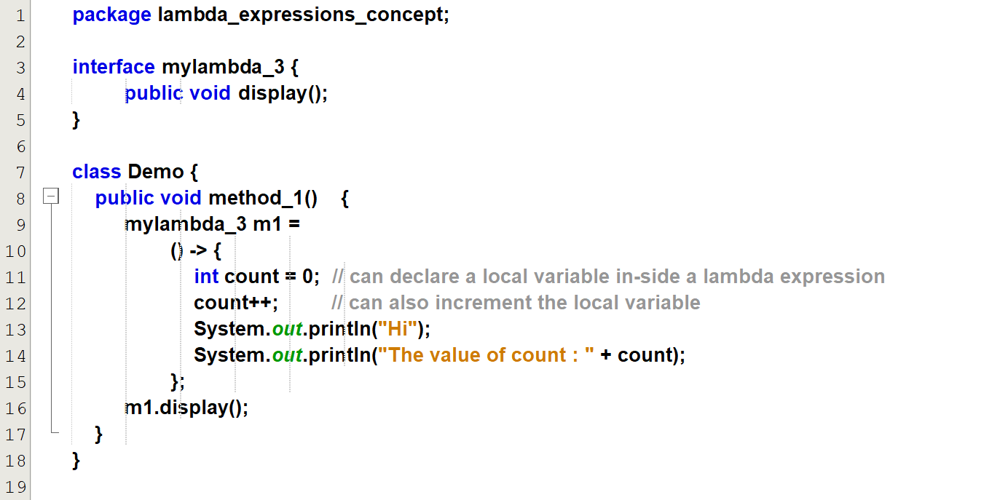 1 package lambda_expressions_concept;
2
3 interface mylambda_3 {
4 public void display();
5 }
6
7 class Demo {
8 public void method_1() {
9 mylambda_3 m1 =
10 () -> {
11 int count = 0; // can declare a local variable in-side a lambda expression
12 count++; // can also increment the local variable
13 System.out.println("Hi");
14 System.out.println("The value of count : " + count);
15 };
16 m1.display();
17 }
18 }
19